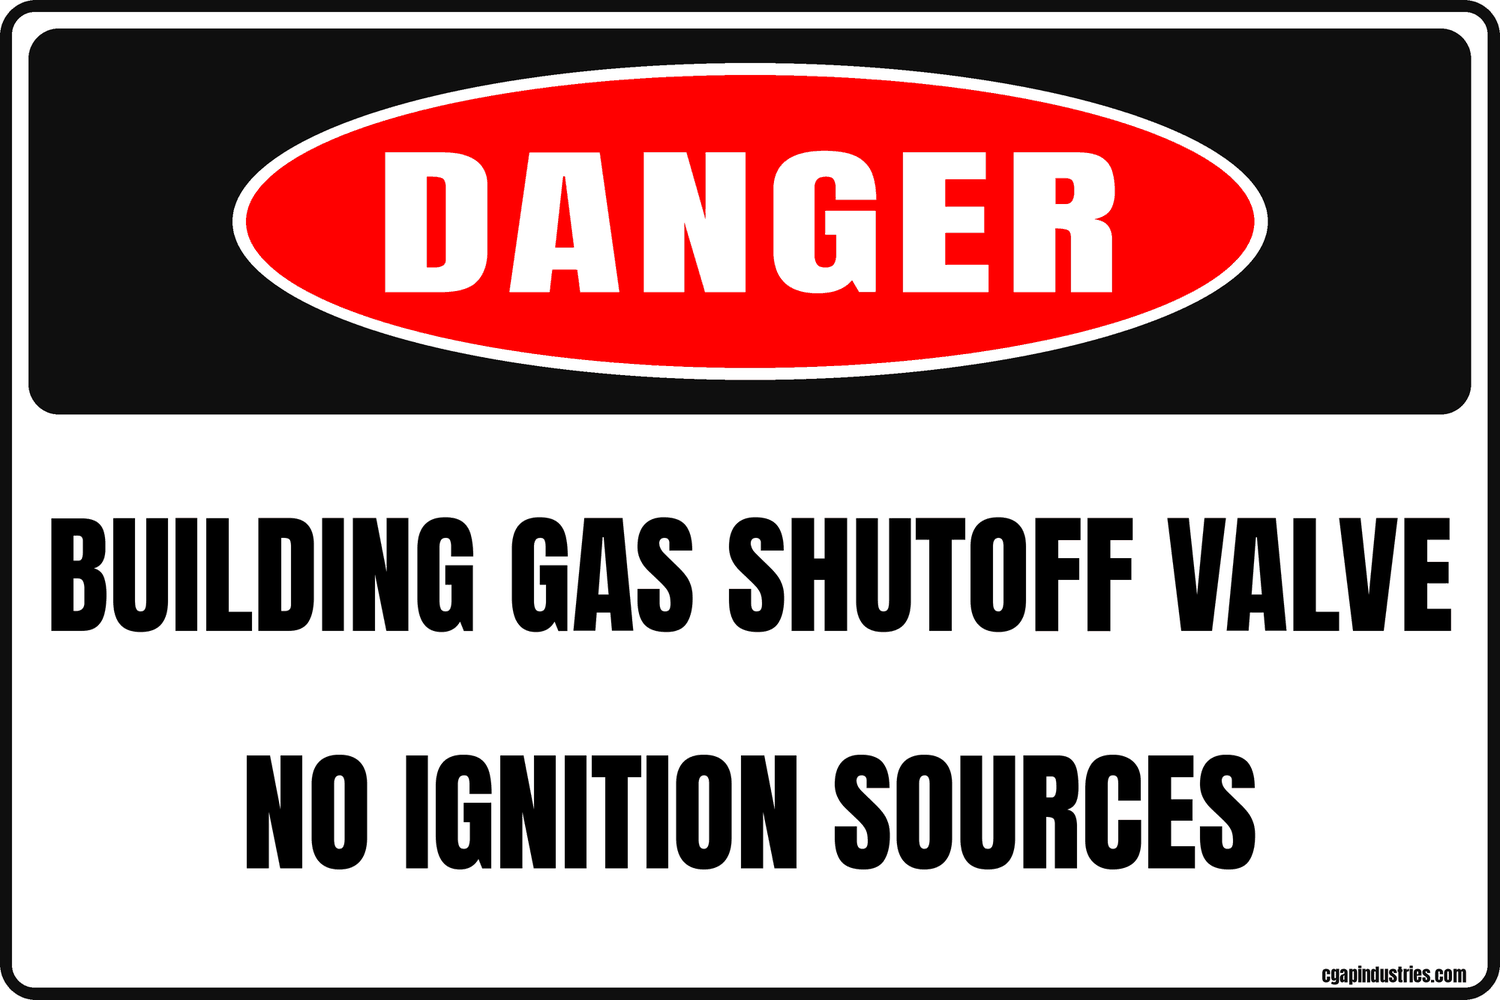 DANGER
BUILDING GAS SHUTOFF VALVE
NO IGNITION SOURCES
cgapindustries.com